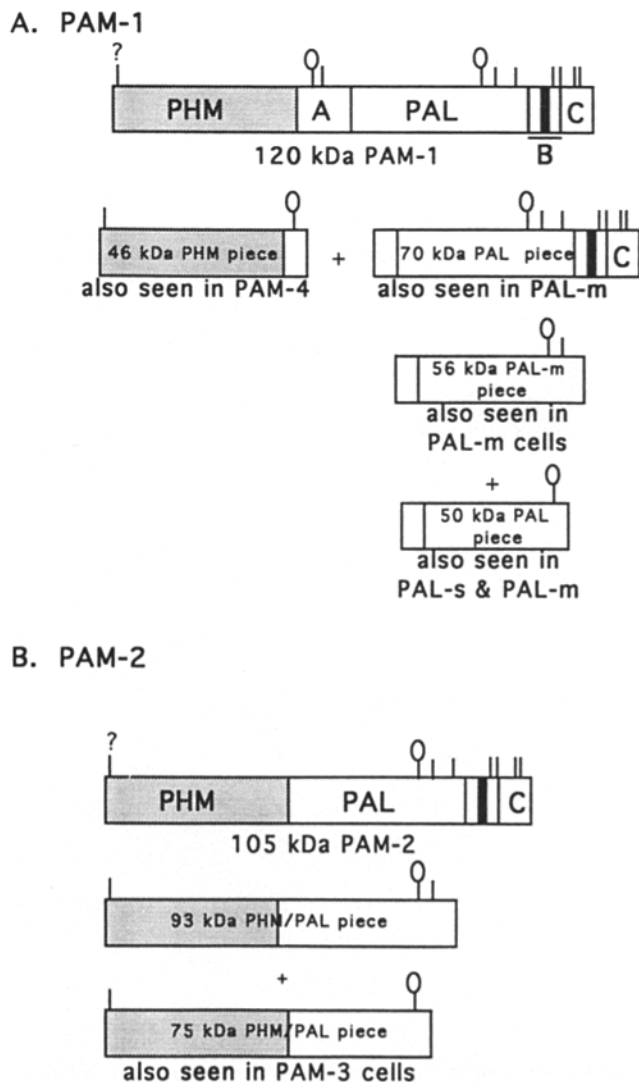 A. PAM-1
?
PHM A PAL C
120 kDa PAM-1 B
46 kDa PHM piece + 70 kDa PAL piece C
also seen in PAM-4 also seen in PAL-m
56 kDa PAL-m
piece
also seen in
PAL-m cells
+
50 kDa PAL
piece
also seen in
PAL-s & PAL-m
B. PAM-2
?
PHM PAL C
105 kDa PAM-2
93 kDa PHM/PAL piece
+
75 kDa PHM/PAL piece
also seen in PAM-3 cells